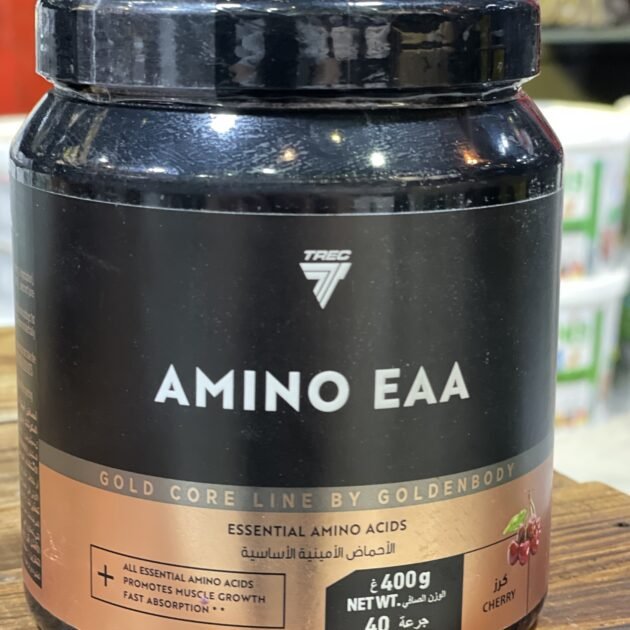 TREC
AMINO EAA
GOLD CORE LINE BY GOLDENBODY
ESSENTIAL AMINO ACIDS
الأحماض الأمينية الأساسية
+ ALL ESSENTIAL AMINO ACIDS
PROMOTES MUSCLE GROWTH
FAST ABSORPTION**
400g غ
NET WT. الوزن الصافي
40 جرعة
كرز
CHERRY